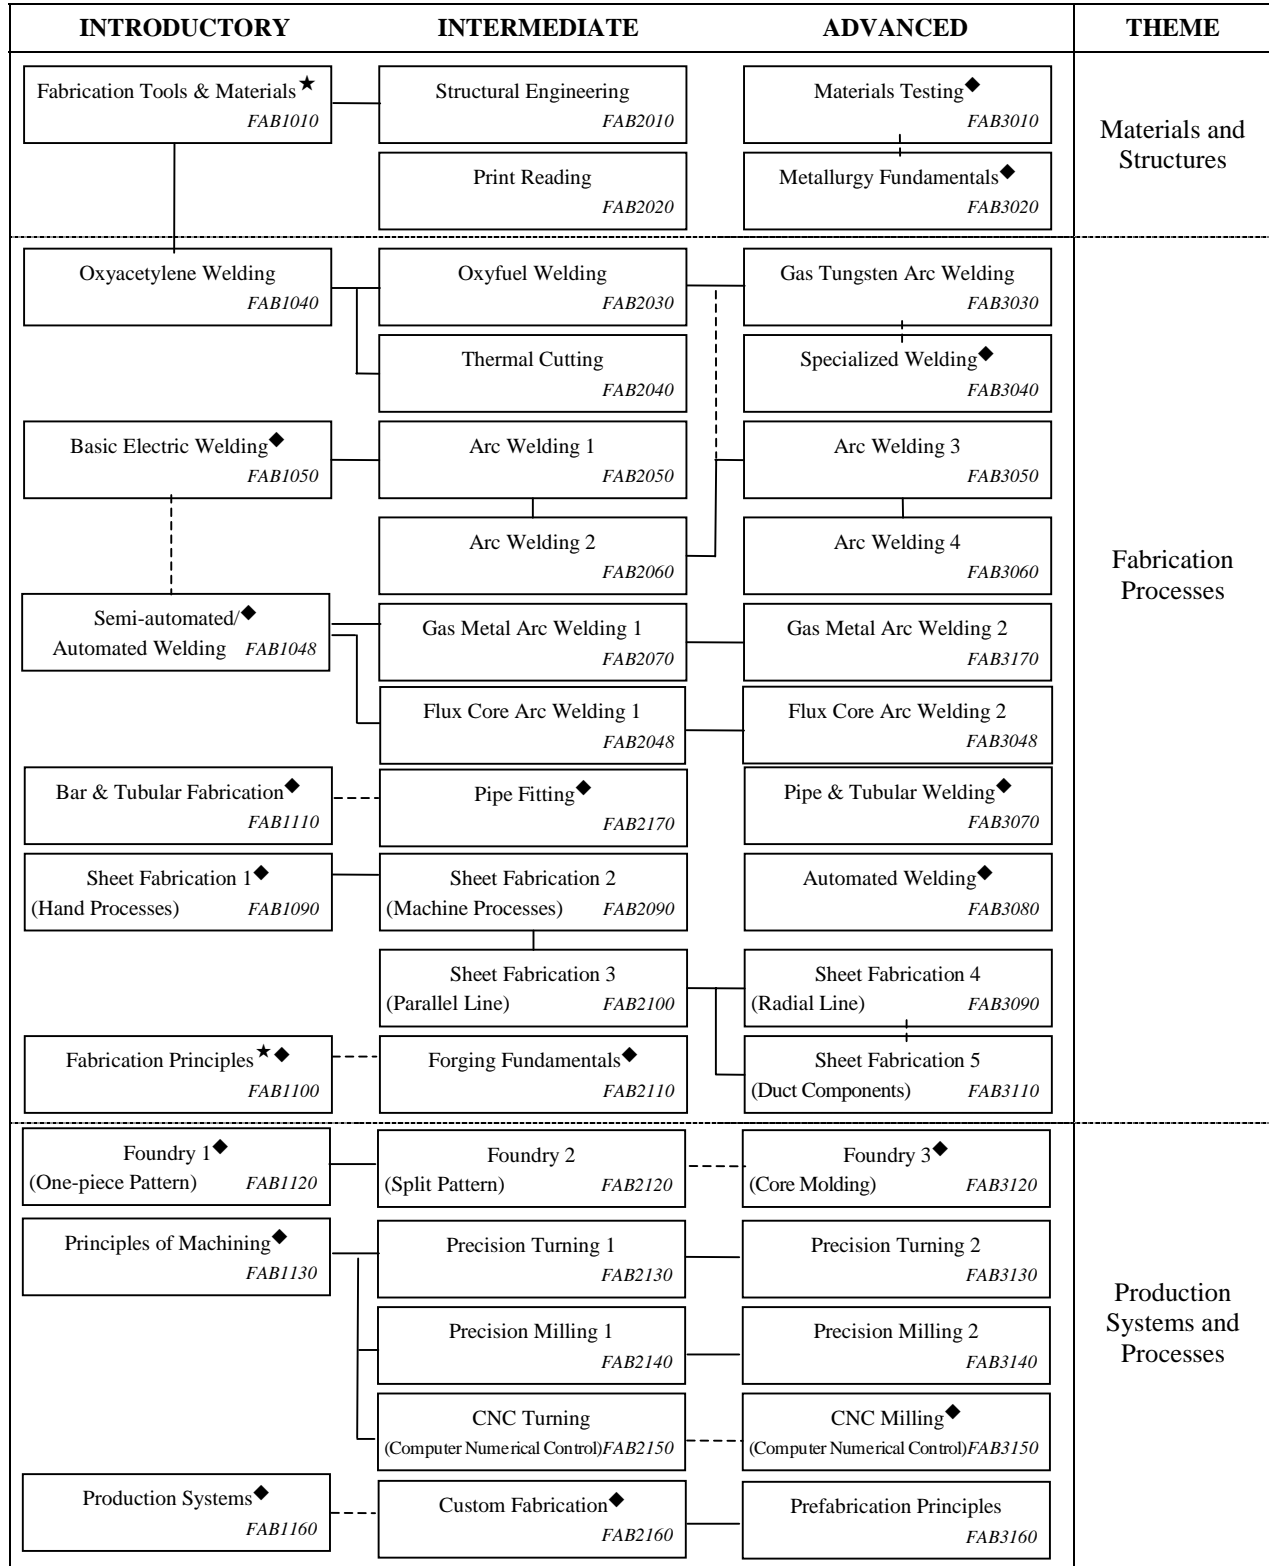 INTRODUCTORY INTERMEDIATE ADVANCED THEME
Fabrication Tools & Materials★
FAB1010
Structural Engineering
FAB2010
Materials Testing◆
FAB3010
Materials and
Structures
Print Reading
FAB2020
Metallurgy Fundamentals◆
FAB3020
Oxyacetylene Welding
FAB1040
Oxyfuel Welding
FAB2030
Gas Tungsten Arc Welding
FAB3030
Thermal Cutting
FAB2040
Specialized Welding◆
FAB3040
Basic Electric Welding◆
FAB1050
Arc Welding 1
FAB2050
Arc Welding 3
FAB3050
Arc Welding 2
FAB2060
Arc Welding 4
FAB3060
Fabrication
Processes
Semi-automated/◆
Automated Welding FAB1048
Gas Metal Arc Welding 1
FAB2070
Gas Metal Arc Welding 2
FAB3170
Flux Core Arc Welding 1
FAB2048
Flux Core Arc Welding 2
FAB3048
Bar & Tubular Fabrication◆
FAB1110
Pipe Fitting◆
FAB2170
Pipe & Tubular Welding◆
FAB3070
Sheet Fabrication 1◆
(Hand Processes) FAB1090
Sheet Fabrication 2
(Machine Processes) FAB2090
Automated Welding◆
FAB3080
Sheet Fabrication 3
(Parallel Line) FAB2100
Sheet Fabrication 4
(Radial Line) FAB3090
Fabrication Principles★◆
FAB1100
Forging Fundamentals◆
FAB2110
Sheet Fabrication 5
(Duct Components) FAB3110
Foundry 1◆
(One-piece Pattern) FAB1120
Foundry 2
(Split Pattern) FAB2120
Foundry 3◆
(Core Molding) FAB3120
Principles of Machining◆
FAB1130
Precision Turning 1
FAB2130
Precision Turning 2
FAB3130
Production
Systems and
Processes
Precision Milling 1
FAB2140
Precision Milling 2
FAB3140
CNC Turning
(Computer Numerical Control)FAB2150
CNC Milling◆
(Computer Numerical Control)FAB3150
Production Systems◆
FAB1160
Custom Fabrication◆
FAB2160
Prefabrication Principles
FAB3160